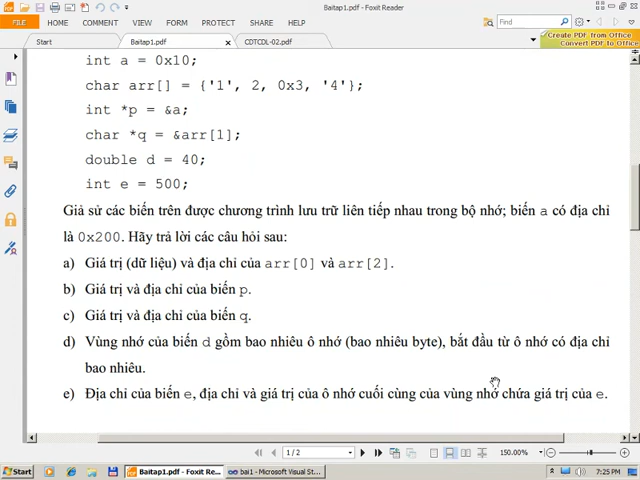 Baitap1.pdf - Foxit Reader
FILE HOME COMMENT VIEW FORM PROTECT SHARE HELP
Find
Start Baitap1.pdf CDTCDL-02.pdf
Create PDF from Office
Convert PDF to Office
int a = 0x10;
char arr[] = {'1', 2, 0x3, '4'};
int *p = &a;
char *q = &arr[1];
double d = 40;
int e = 500;
Giả sử các biến trên được chương trình lưu trữ liên tiếp nhau trong bộ nhớ; biến a có địa chỉ
là 0x200. Hãy trả lời các câu hỏi sau:
a) Giá trị (dữ liệu) và địa chỉ của arr[0] và arr[2].
b) Giá trị và địa chỉ của biến p.
c) Giá trị và địa chỉ của biến q.
d) Vùng nhớ của biến d gồm bao nhiêu ô nhớ (bao nhiêu byte), bắt đầu từ ô nhớ có địa chỉ
bao nhiêu.
e) Địa chỉ của biến e, địa chỉ và giá trị của ô nhớ cuối cùng của vùng nhớ chứa giá trị của e.
1 / 2
150.00%
Start Baitap1.pdf - Foxit Re... bai1 - Microsoft Visual St... 7:25 PM